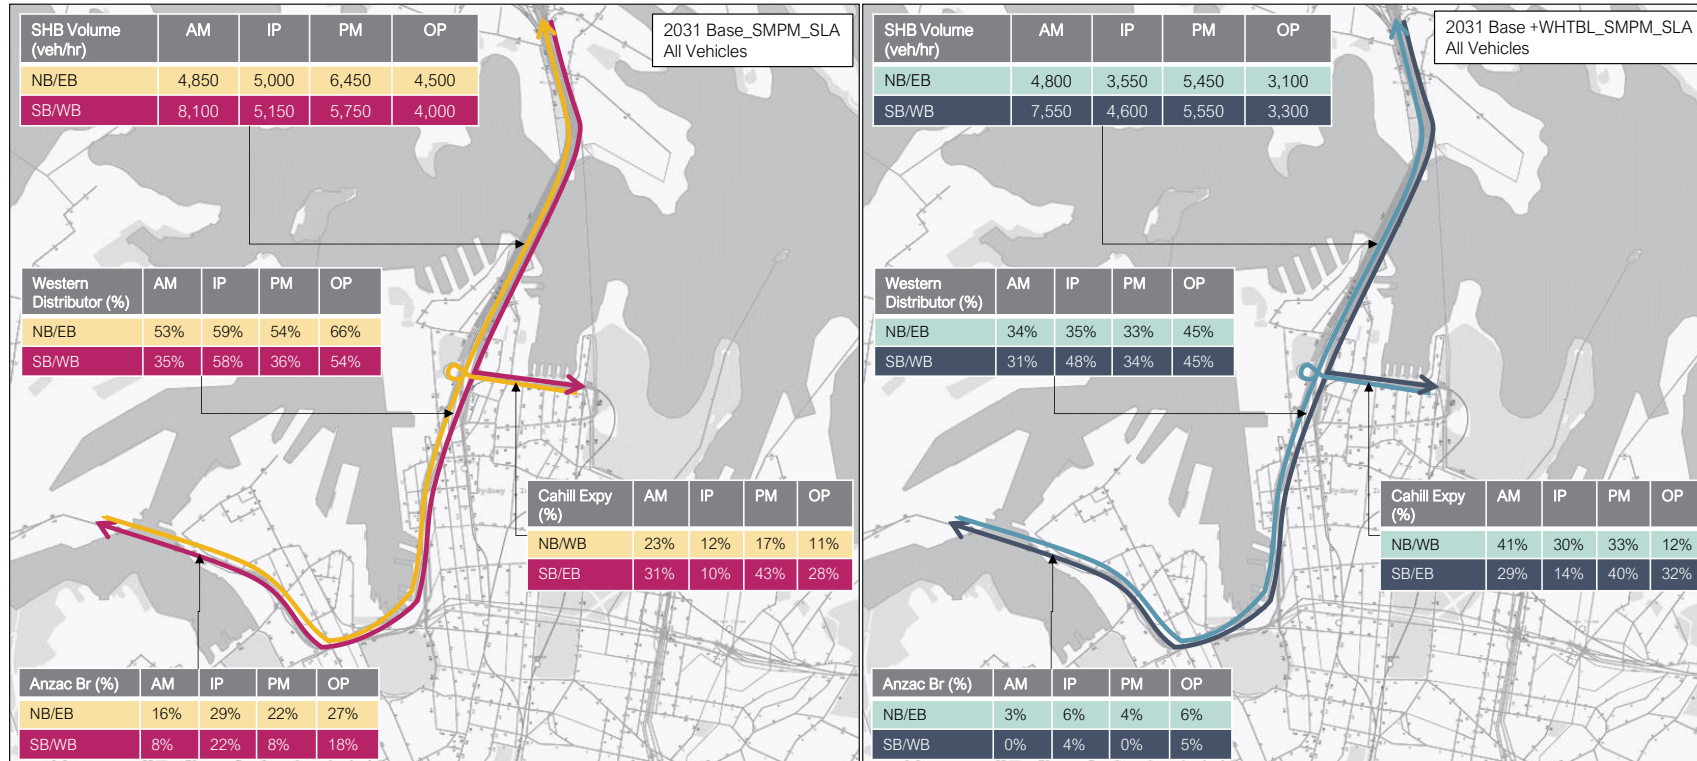 SHB Volume (veh/hr) AM IP PM OP
NB/EB 4,850 5,000 6,450 4,500
SB/WB 8,100 5,150 5,750 4,000
2031 Base_SMPM_SLA
All Vehicles
Western Distributor (%) AM IP PM OP
NB/EB 53% 59% 54% 66%
SB/WB 35% 58% 36% 54%
Cahill Expy (%) AM IP PM OP
NB/WB 23% 12% 17% 11%
SB/EB 31% 10% 43% 28%
Sydney
Anzac Br (%) AM IP PM OP
NB/EB 16% 29% 22% 27%
SB/WB 8% 22% 8% 18%
SHB Volume (veh/hr) AM IP PM OP
NB/EB 4,800 3,550 5,450 3,100
SB/WB 7,550 4,600 5,550 3,300
2031 Base +WHTBL_SMPM_SLA
All Vehicles
Western Distributor (%) AM IP PM OP
NB/EB 34% 35% 33% 45%
SB/WB 31% 48% 34% 45%
Cahill Expy (%) AM IP PM OP
NB/WB 41% 30% 33% 12%
SB/EB 29% 14% 40% 32%
Sydney
Anzac Br (%) AM IP PM OP
NB/EB 3% 6% 4% 6%
SB/WB 0% 4% 0% 5%